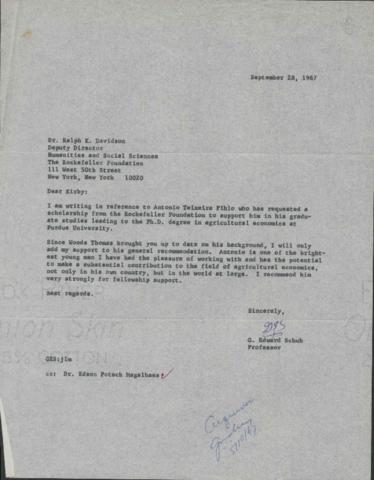 September 28, 1967
Dr. Ralph K. Davidson
Deputy Director
Humanities and Social Sciences
The Rockefeller Foundation
111 West 50th Street
New York, New York 10020
Dear Kirby:
I am writing in reference to Antonio Teixeira Fihlo who has requested a
scholarship from the Rockefeller Foundation to support him in his gradu-
ate studies leading to the Ph.D. degree in agricultural economics at
Purdue University.
Since Woods Thomas brought you up to date on his background, I will only
add my support to his general recommendation. Antonio is one of the bright-
est young men I have had the pleasure of working with and has the potential
to make a substantial contribution to the field of agricultural economics,
not only in his own country, but in the world at large. I recommend him
very strongly for fellowship support.
Best regards.
Sincerely,
G. Edward Schuh
Professor
GES:jlm
cc: Dr. Edson Potsch Magalhaes